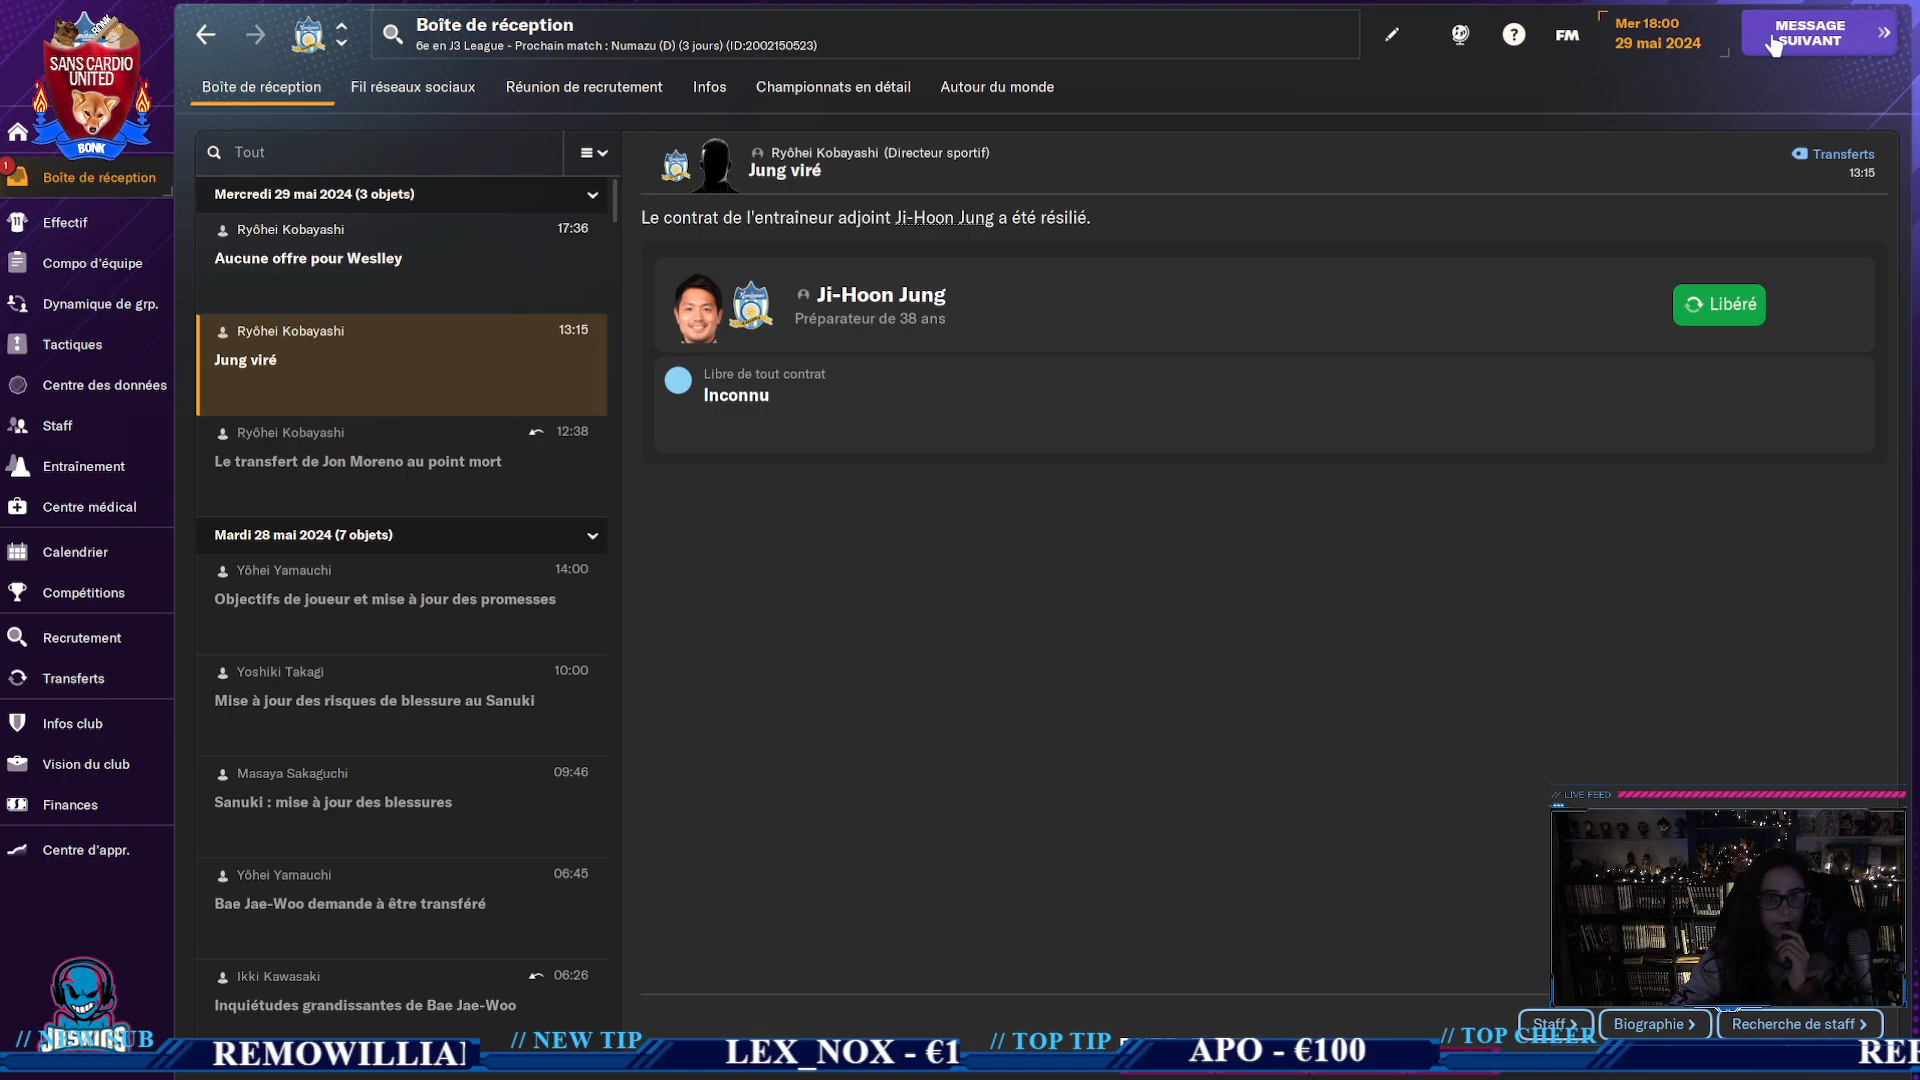 SANS CARDIO
UNITED
BONK
Boîte de réception
6e en J3 League - Prochain match : Numazu (D) (3 jours) (ID:2002150523)
FM
Mer 18:00
29 mai 2024
MESSAGE
SUIVANT
Boîte de réception
Fil réseaux sociaux
Réunion de recrutement
Infos
Championnats en détail
Autour du monde
1
Boîte de réception
Effectif
Compo d'équipe
Dynamique de grp.
Tactiques
Centre des données
Staff
Entraînement
Centre médical
Calendrier
Compétitions
Recrutement
Transferts
Infos club
Vision du club
Finances
Centre d'appr.
Tout
Mercredi 29 mai 2024 (3 objets)
Ryôhei Kobayashi 17:36
Aucune offre pour Weslley
Ryôhei Kobayashi 13:15
Jung viré
Ryôhei Kobayashi 12:38
Le transfert de Jon Moreno au point mort
Mardi 28 mai 2024 (7 objets)
Yôhei Yamauchi 14:00
Objectifs de joueur et mise à jour des promesses
Yoshiki Takagi 10:00
Mise à jour des risques de blessure au Sanuki
Masaya Sakaguchi 09:46
Sanuki : mise à jour des blessures
Yôhei Yamauchi 06:45
Bae Jae-Woo demande à être transféré
Ikki Kawasaki 06:26
Inquiétudes grandissantes de Bae Jae-Woo
Ryôhei Kobayashi (Directeur sportif)
Jung viré
Transferts
13:15
Le contrat de l'entraîneur adjoint Ji-Hoon Jung a été résilié.
Ji-Hoon Jung
Préparateur de 38 ans
Libéré
Libre de tout contrat
Inconnu
// LIVE FEED
Staff
Biographie
Recherche de staff
// NEW SUB
REMOWILLIA
// NEW TIP
LEX_NOX - €1
// TOP TIP
APO - €100
// TOP CHEER